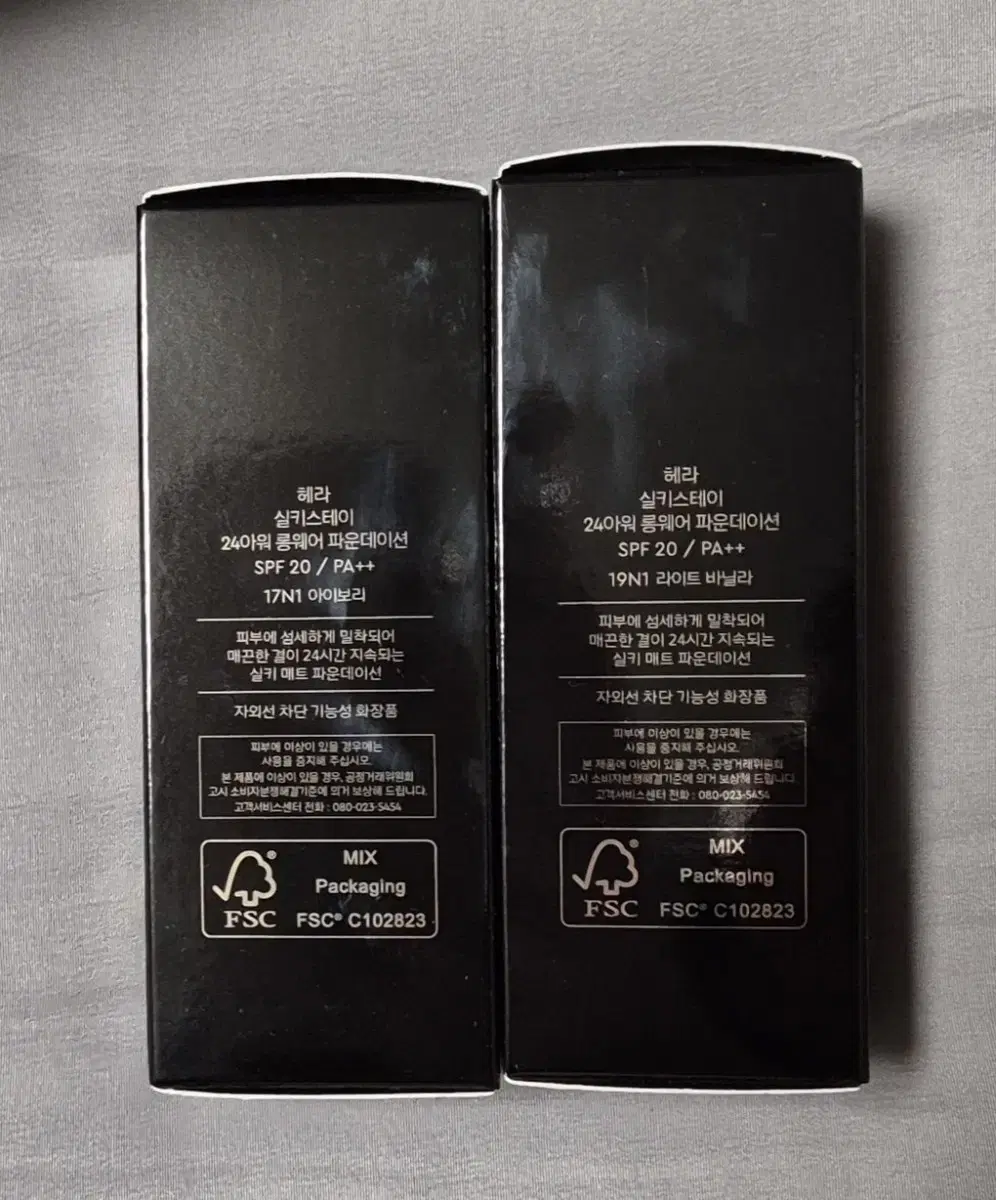 헤라
실키스테이
24아워 롱웨어 파운데이션
SPF 20 / PA++
17N1 아이보리
피부에 섬세하게 밀착되어
매끈한 결이 24시간 지속되는
실키 매트 파운데이션
자외선 차단 기능성 화장품
피부에 이상이 있을 경우에는
사용을 중지해 주십시오.
본 제품에 이상이 있을 경우, 공정거래위원회
고시 소비자분쟁해결기준에 의거 보상해 드립니다.
고객서비스센터 전화 : 080-023-5454
FSC®
MIX
Packaging
FSC® C102823
헤라
실키스테이
24아워 롱웨어 파운데이션
SPF 20 / PA++
19N1 라이트 바닐라
피부에 섬세하게 밀착되어
매끈한 결이 24시간 지속되는
실키 매트 파운데이션
자외선 차단 기능성 화장품
피부에 이상이 있을 경우에는
사용을 중지해 주십시오.
본 제품에 이상이 있을 경우, 공정거래위원회
고시 소비자분쟁해결기준에 의거 보상해 드립니다.
고객서비스센터 전화 : 080-023-5454
FSC®
MIX
Packaging
FSC® C102823